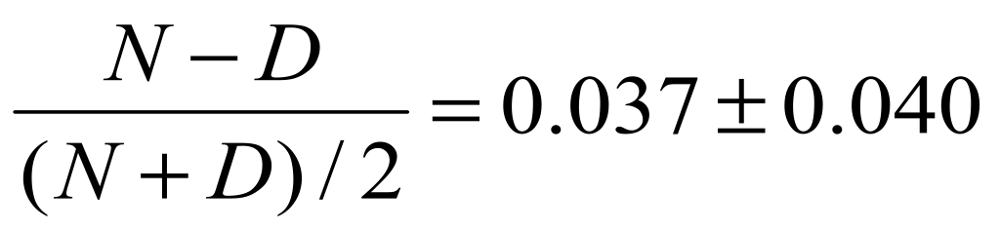 N − D
(N + D) / 2 = 0.037 ± 0.040